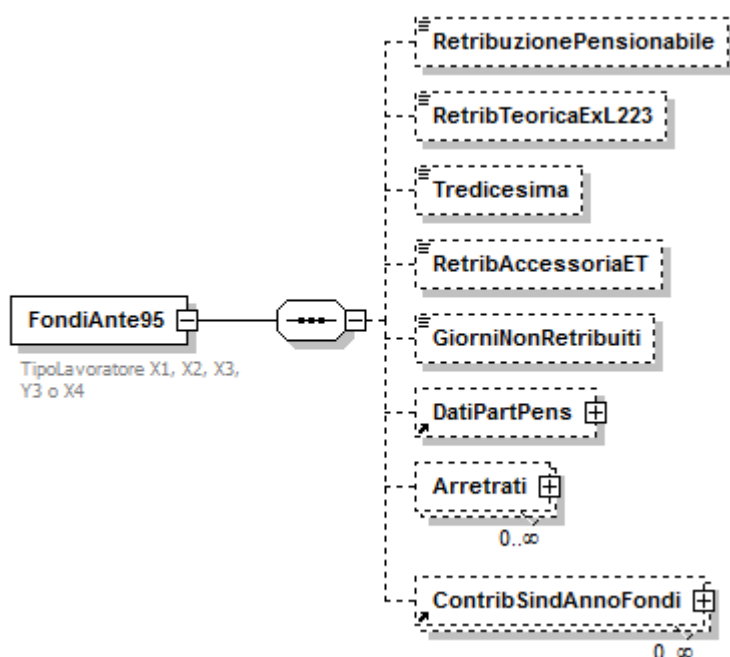 RetribuzionePensionabile
RetribTeoricaExL223
Tredicesima
RetribAccessoriaET
FondiAnte95
TipoLavoratore X1, X2, X3,
Y3 o X4
GiorniNonRetribuiti
DatiPartPens
Arretrati
0..∞
ContribSindAnnoFondi
0..∞